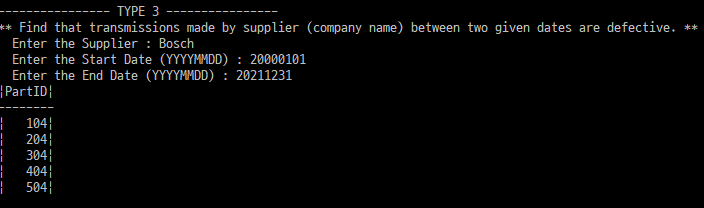 ---------------- TYPE 3 ----------------
** Find that transmissions made by supplier (company name) between two given dates are defective. **
  Enter the Supplier : Bosch
  Enter the Start Date (YYYYMMDD) : 20000101
  Enter the End Date (YYYYMMDD) : 20211231
¦PartID¦
--------
¦   104¦
¦   204¦
¦   304¦
¦   404¦
¦   504¦